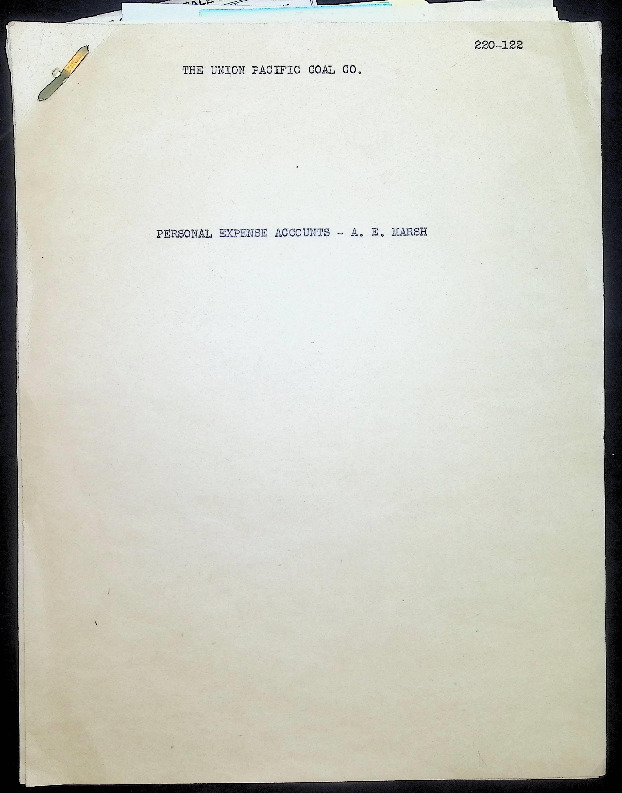 220-122
THE UNION PACIFIC COAL CO.
PERSONAL EXPENSE ACCOUNTS - A. E. MARSH